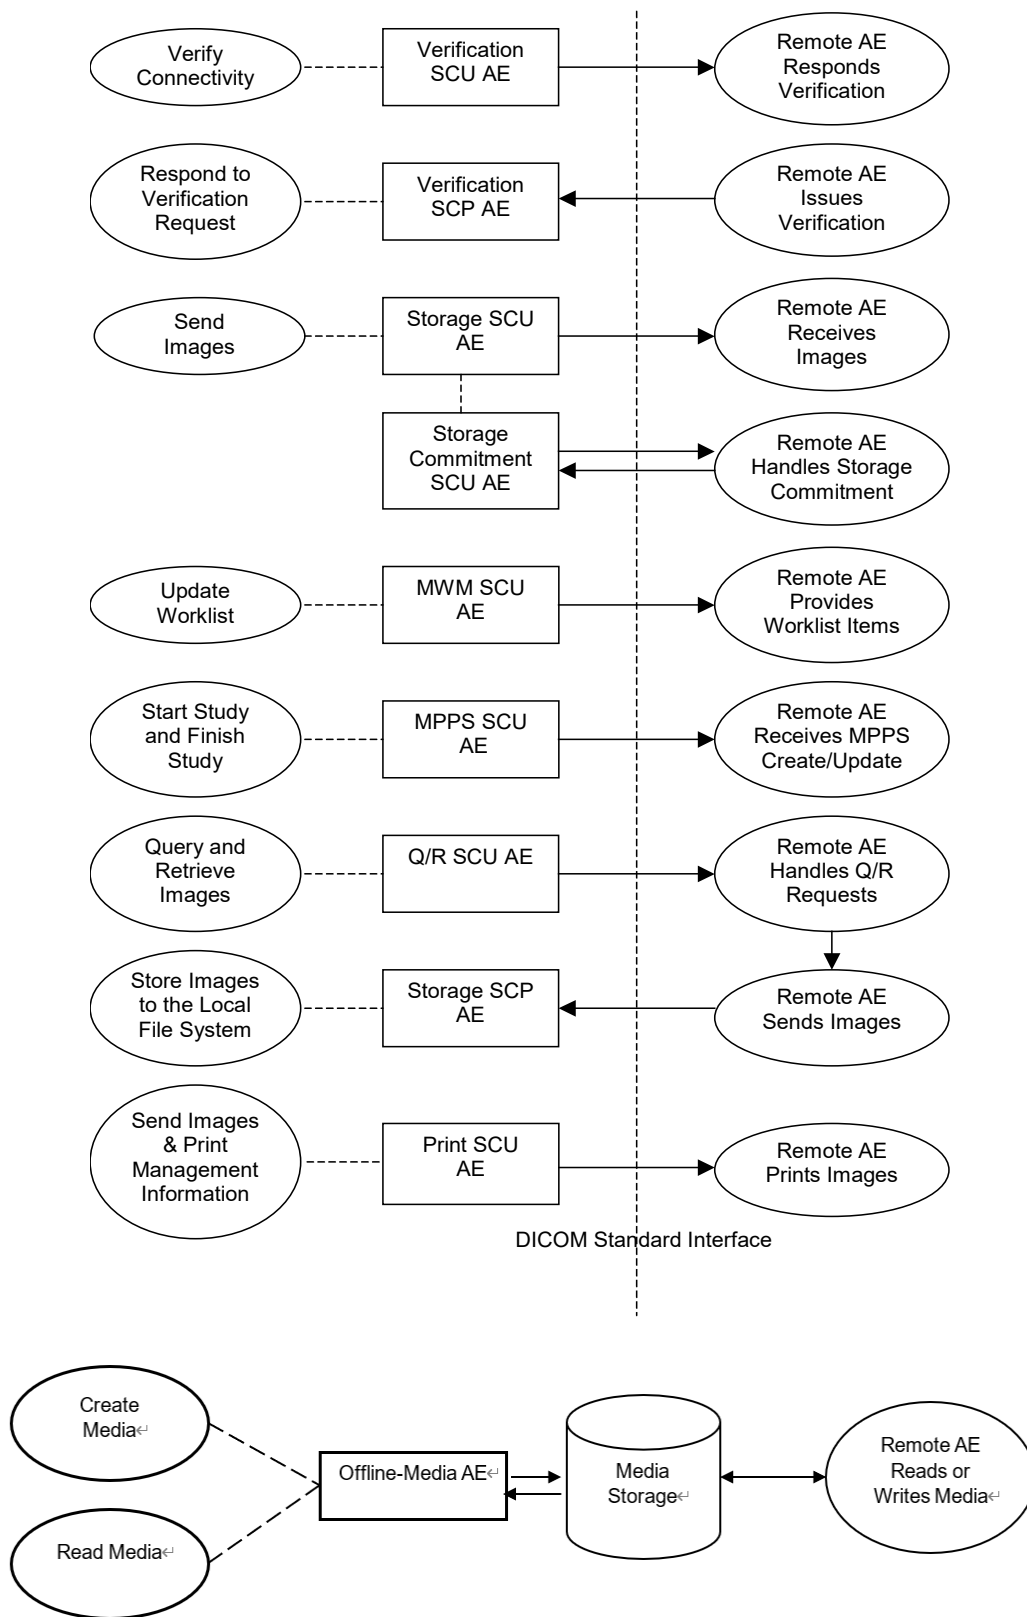 Verify
Connectivity
Verification
SCU AE
Remote AE
Responds
Verification
Respond to
Verification
Request
Verification
SCP AE
Remote AE
Issues
Verification
Send
Images
Storage SCU
AE
Remote AE
Receives
Images
Storage
Commitment
SCU AE
Remote AE
Handles Storage
Commitment
Update
Worklist
MWM SCU
AE
Remote AE
Provides
Worklist Items
Start Study
and Finish
Study
MPPS SCU
AE
Remote AE
Receives MPPS
Create/Update
Query and
Retrieve
Images
Q/R SCU AE
Remote AE
Handles Q/R
Requests
Store Images
to the Local
File System
Storage SCP
AE
Remote AE
Sends Images
Send Images
& Print
Management
Information
Print SCU
AE
Remote AE
Prints Images
DICOM Standard Interface
Create
Media↵
Offline-Media AE↵
Media
Storage↵
Remote AE
Reads or
Writes Media↵
Read Media↵